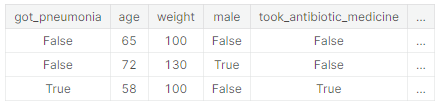 got_pneumonia age weight male took_antibiotic_medicine ...
False 65 100 False False ...
False 72 130 True False ...
True 58 100 False True ...